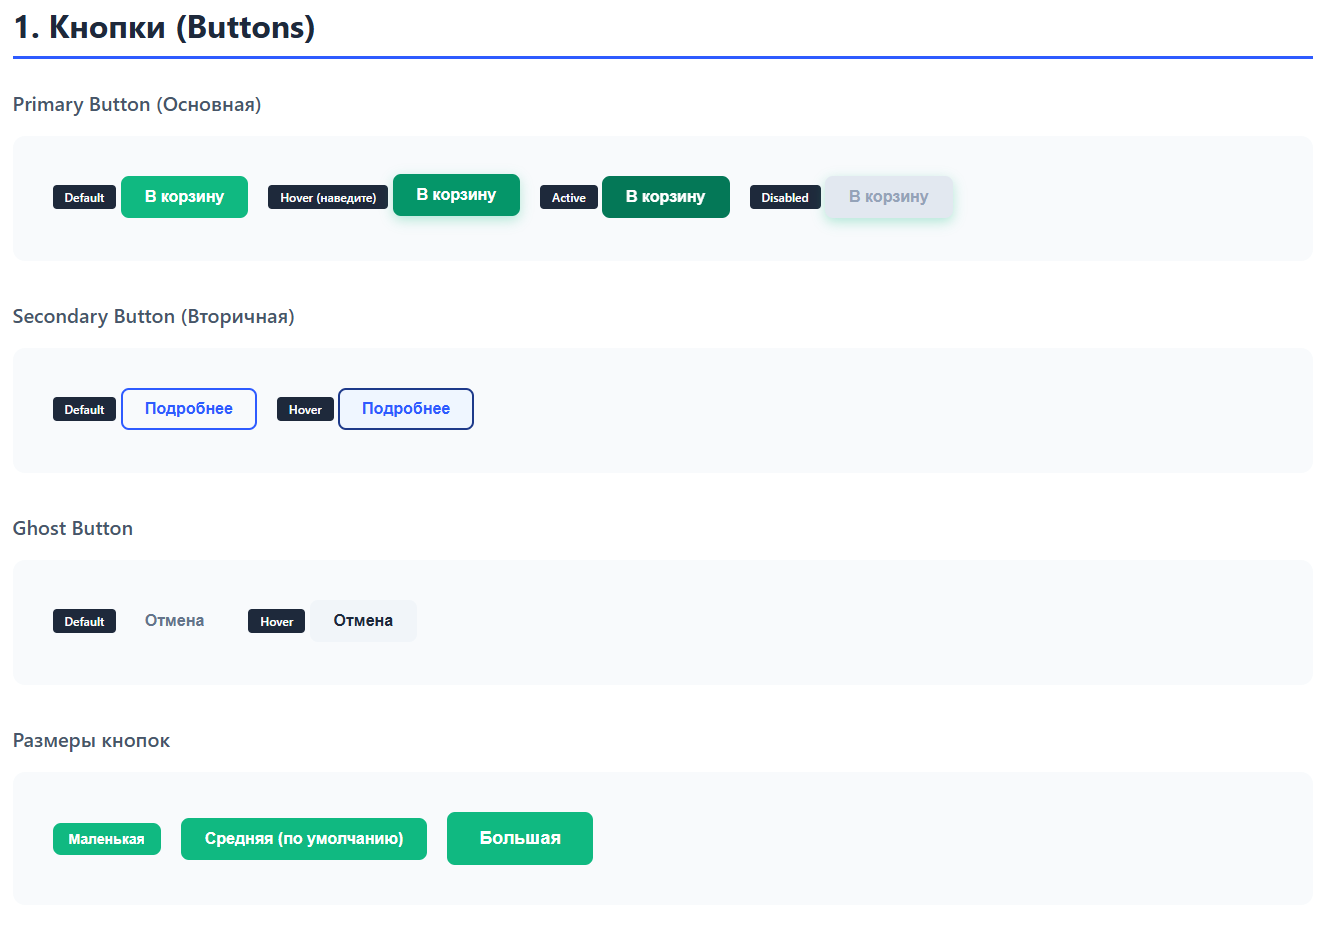 1. Кнопки (Buttons)
Primary Button (Основная)
Default В корзину Hover (наведите) В корзину Active В корзину Disabled В корзину
Secondary Button (Вторичная)
Default Подробнее Hover Подробнее
Ghost Button
Default Отмена Hover Отмена
Размеры кнопок
Маленькая Средняя (по умолчанию) Большая